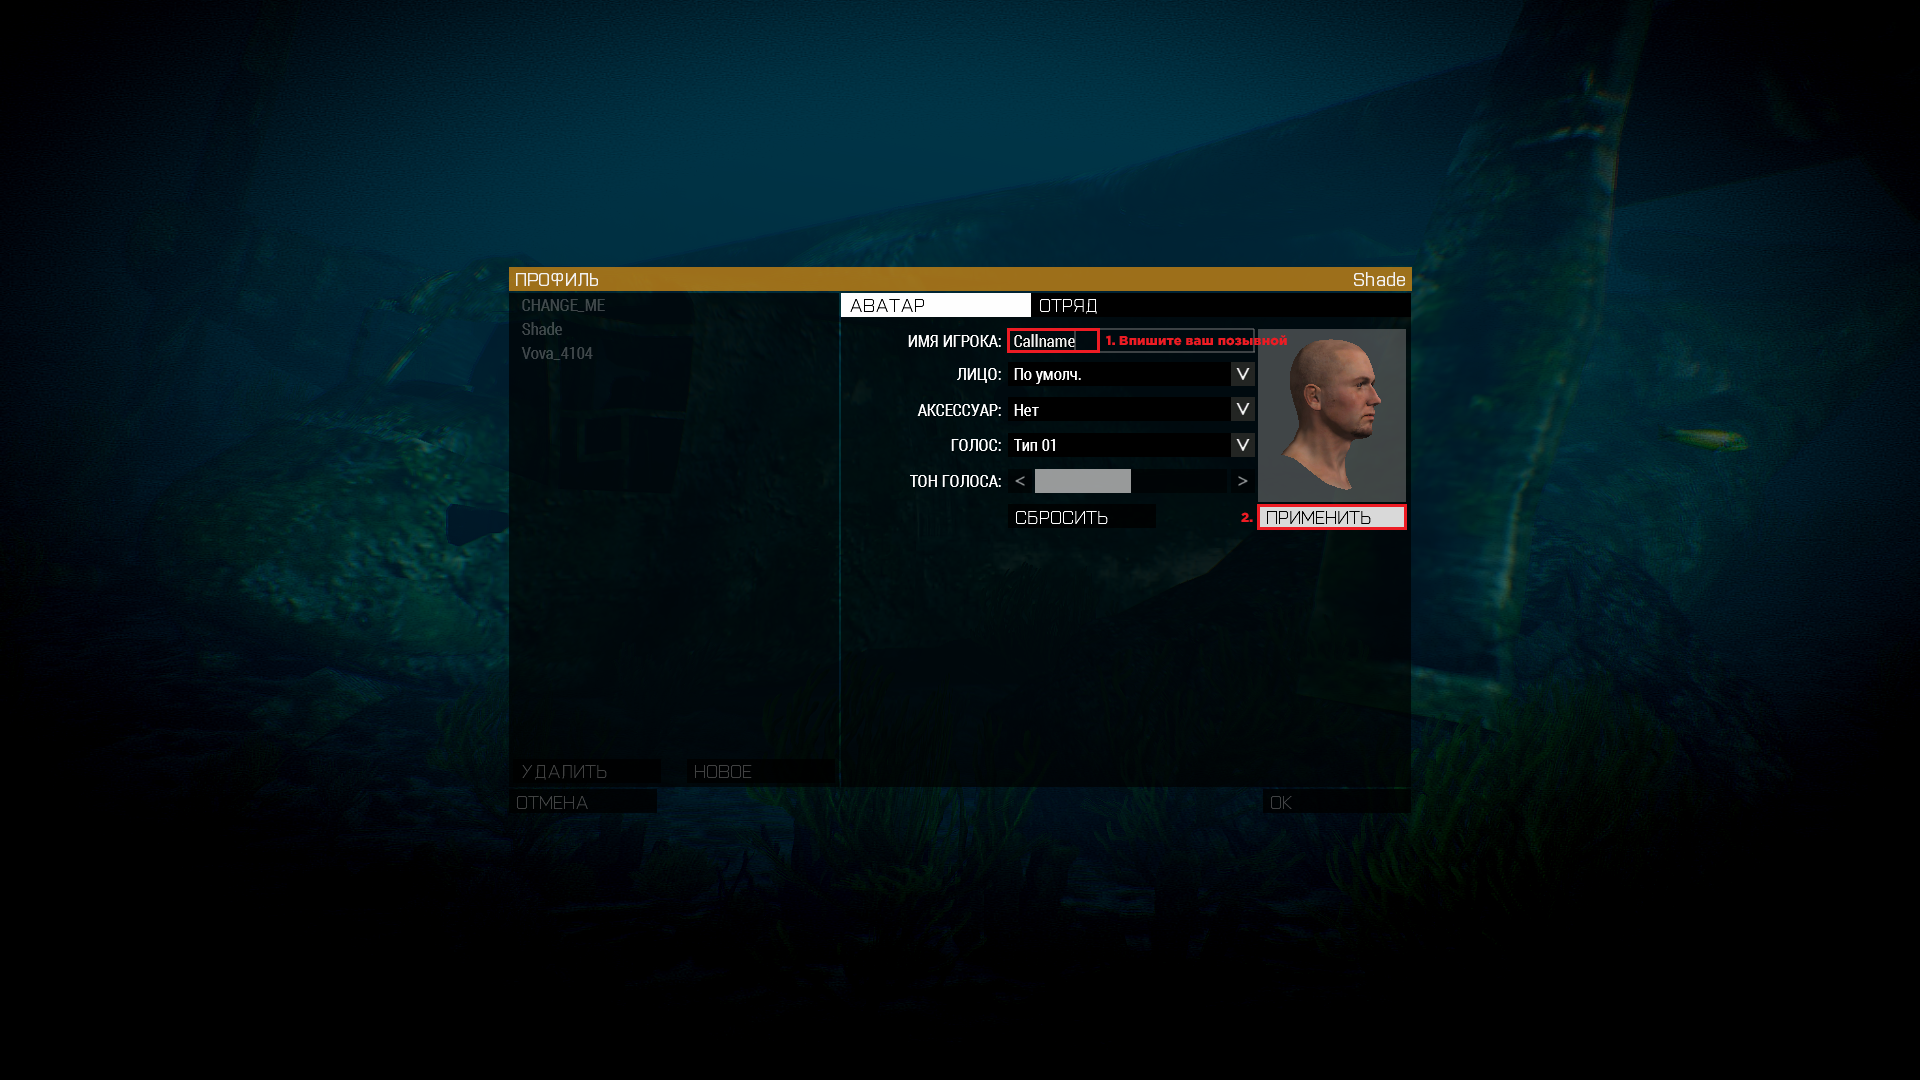 ПРОФИЛЬ Shade
CHANGE_ME
Shade
Vova_4104
АВАТАР ОТРЯД
ИМЯ ИГРОКА: Callname 1. Впишите ваш позывной
ЛИЦО: По умолч.
АКСЕССУАР: Нет
ГОЛОС: Тип 01
ТОН ГОЛОСА: < >
СБРОСИТЬ 2. ПРИМЕНИТЬ
УДАЛИТЬ НОВОЕ
ОТМЕНА OK